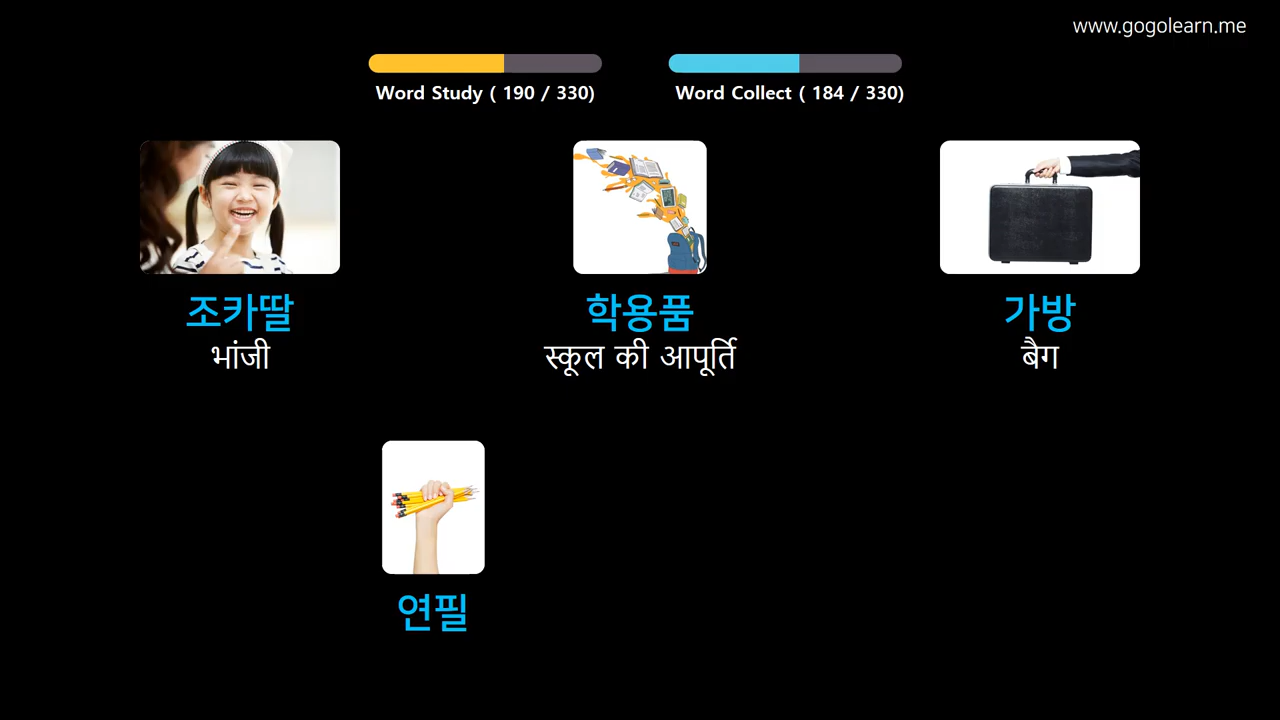 www.gogolearn.me
Word Study ( 190 / 330)
Word Collect ( 184 / 330)
조카딸
भांजी
학용품
स्कूल की आपूर्ति
가방
बैग
연필